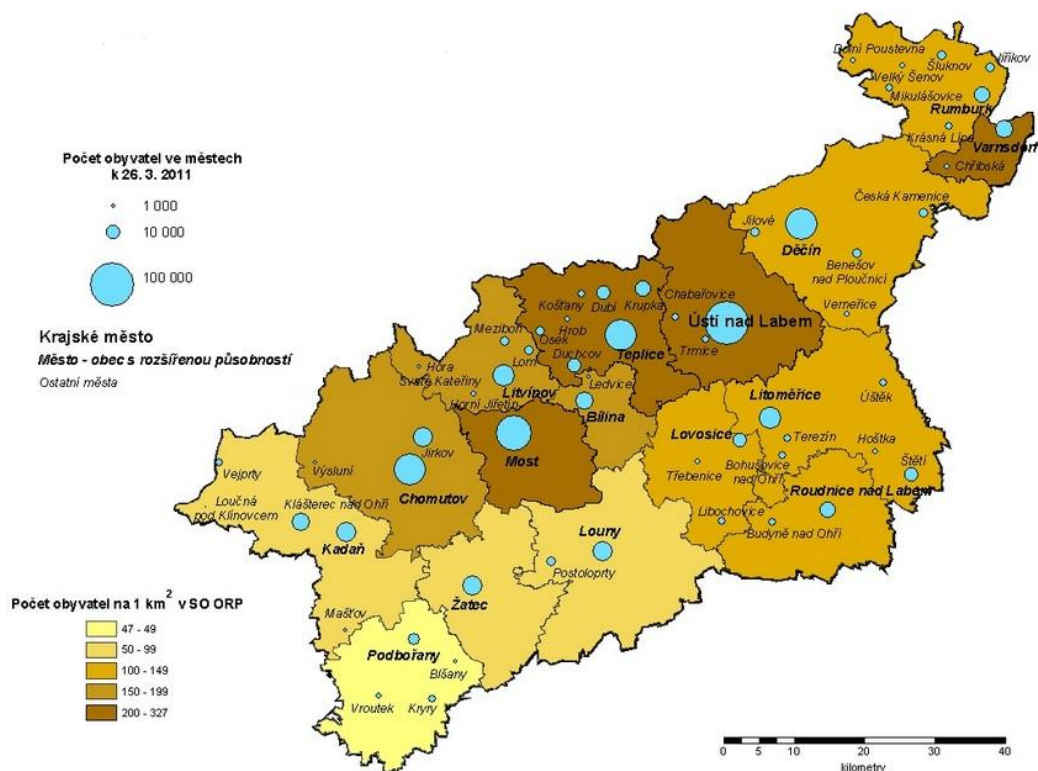 Dolní Poustevna
Šluknov
Jiříkov
Velký Šenov
Mikulášovice
Rumburk
Krásná Lípa
Varnsdorf
Chřibská
Počet obyvatel ve městech
k 26. 3. 2011
1 000
10 000
100 000
Krajské město
Město - obec s rozšířenou působností
Ostatní města
Česká Kamenice
Jílové
Děčín
Benešov
nad Ploučnicí
Verneřice
Chabařovice
Ústí nad Labem
Trmice
Košťany
Dubí
Krupka
Hrob
Teplice
Osek
Duchcov
Ledvice
Meziboří
Lom
Hora
Svaté Kateřiny
Litvínov
Horní Jiřetín
Bílina
Most
Jirkov
Výsluní
Chomutov
Vejprty
Loučná
pod Klínovcem
Klášterec nad Ohří
Kadaň
Mašťov
Litoměřice
Úštěk
Lovosice
Terezín
Hoštka
Třebenice
Bohušovice
nad Ohří
Štětí
Roudnice nad Labem
Libochovice
Budyně nad Ohří
Louny
Postoloprty
Žatec
Podbořany
Blšany
Vroutek
Kryry
Počet obyvatel na 1 km² v SO ORP
47 - 49
50 - 99
100 - 149
150 - 199
200 - 327
0 5 10 20 30 40
kilometry